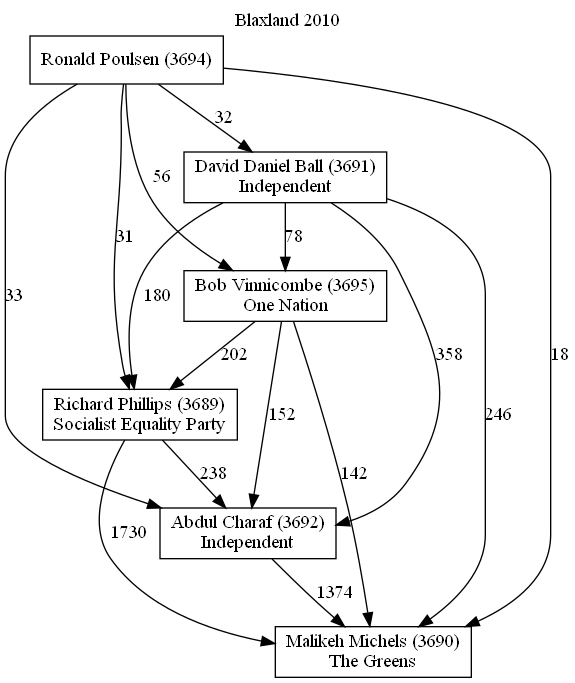 Blaxland 2010
Ronald Poulsen (3694)
32
David Daniel Ball (3691)
Independent
56
31
78
180
Bob Vinnicombe (3695)
One Nation
33
202
358
18
Richard Phillips (3689)
Socialist Equality Party
152
246
238
142
Abdul Charaf (3692)
Independent
1730
1374
Malikeh Michels (3690)
The Greens